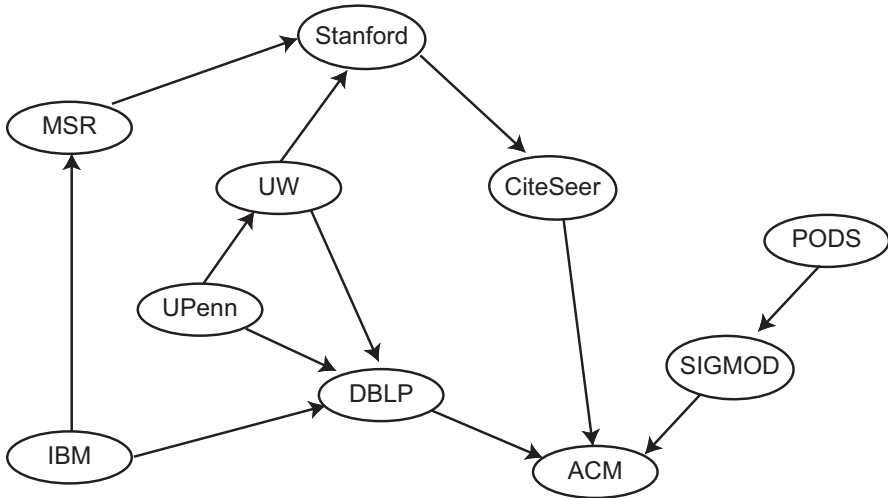 Stanford
MSR
UW
CiteSeer
PODS
UPenn
SIGMOD
DBLP
IBM
ACM